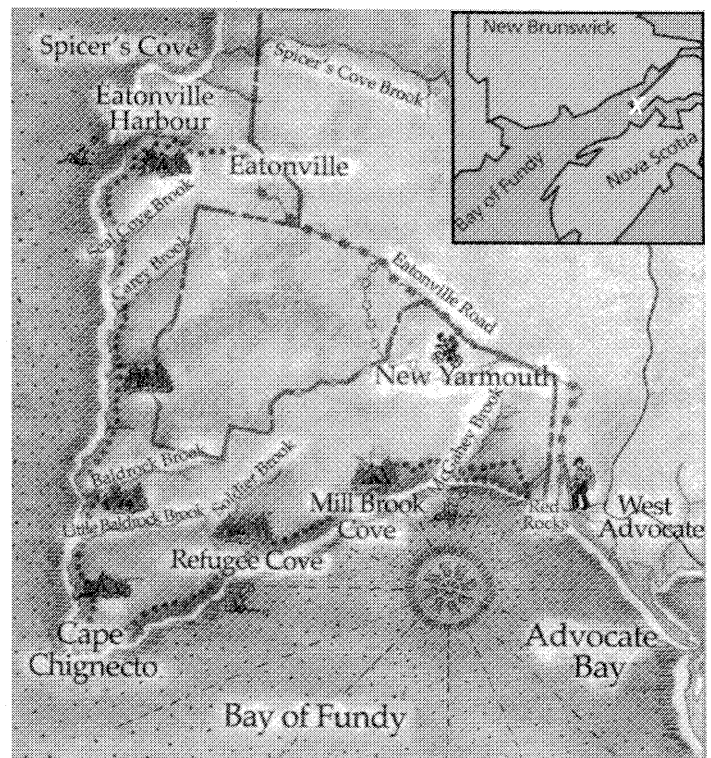 New Brunswick
Bay of Fundy
Nova Scotia
Spicer's Cove
Spicer's Cove Brook
Eatonville
Harbour
Eatonville
Seal Cove Brook
Carey Brook
Eatonville Road
New Yarmouth
McGahey Brook
Baldrock Brook
Soldier Brook
Little Baldrock Brook
Mill Brook
Cove
Red
Rocks
West
Advocate
Refugee Cove
Cape
Chignecto
Advocate
Bay
Bay of Fundy